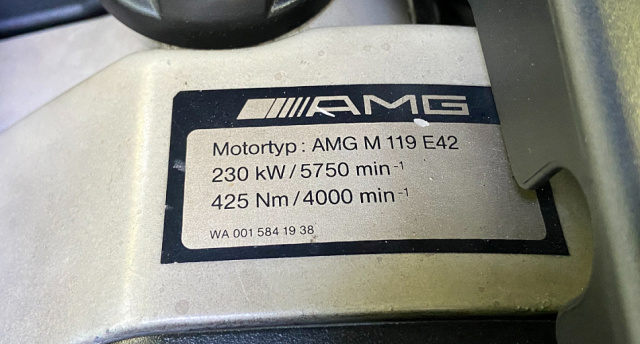 AMG
Motortyp: AMG M 119 E42
230 kW/5750 min⁻¹
425 Nm/4000 min⁻¹
WA 001 584 19 38